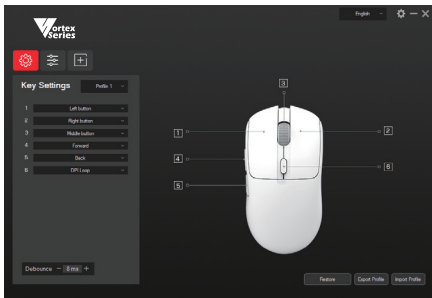 Vortex
Series
English
Key Settings
Profile 1
1 Left button
2 Right button
3 Middle button
4 Forward
5 Back
6 DPI Loop
Debounce - 8 ms +
3
1
2
4
6
5
Restore
Export Profile
Import Profile